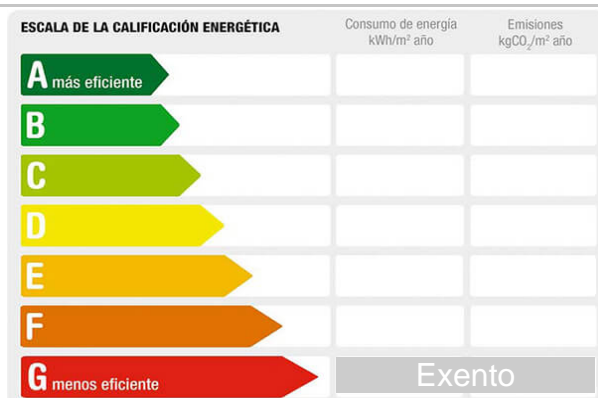 ESCALA DE LA CALIFICACIÓN ENERGÉTICA
Consumo de energía
kWh/m² año
Emisiones
kgCO₂/m² año
A más eficiente
B
C
D
E
F
G menos eficiente
Exento